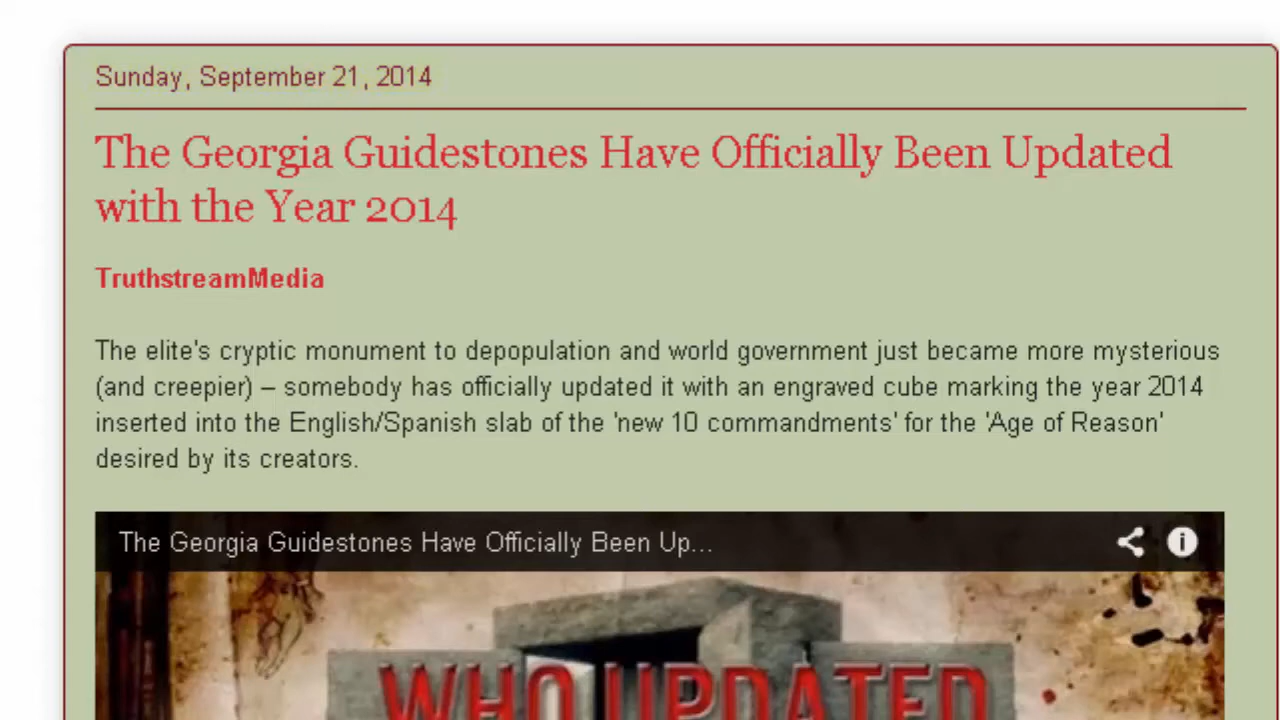 Sunday, September 21, 2014
The Georgia Guidestones Have Officially Been Updated
with the Year 2014
TruthstreamMedia
The elite's cryptic monument to depopulation and world government just became more mysterious
(and creepier) – somebody has officially updated it with an engraved cube marking the year 2014
inserted into the English/Spanish slab of the 'new 10 commandments' for the 'Age of Reason'
desired by its creators.
The Georgia Guidestones Have Officially Been Up...
WHO UPDATED